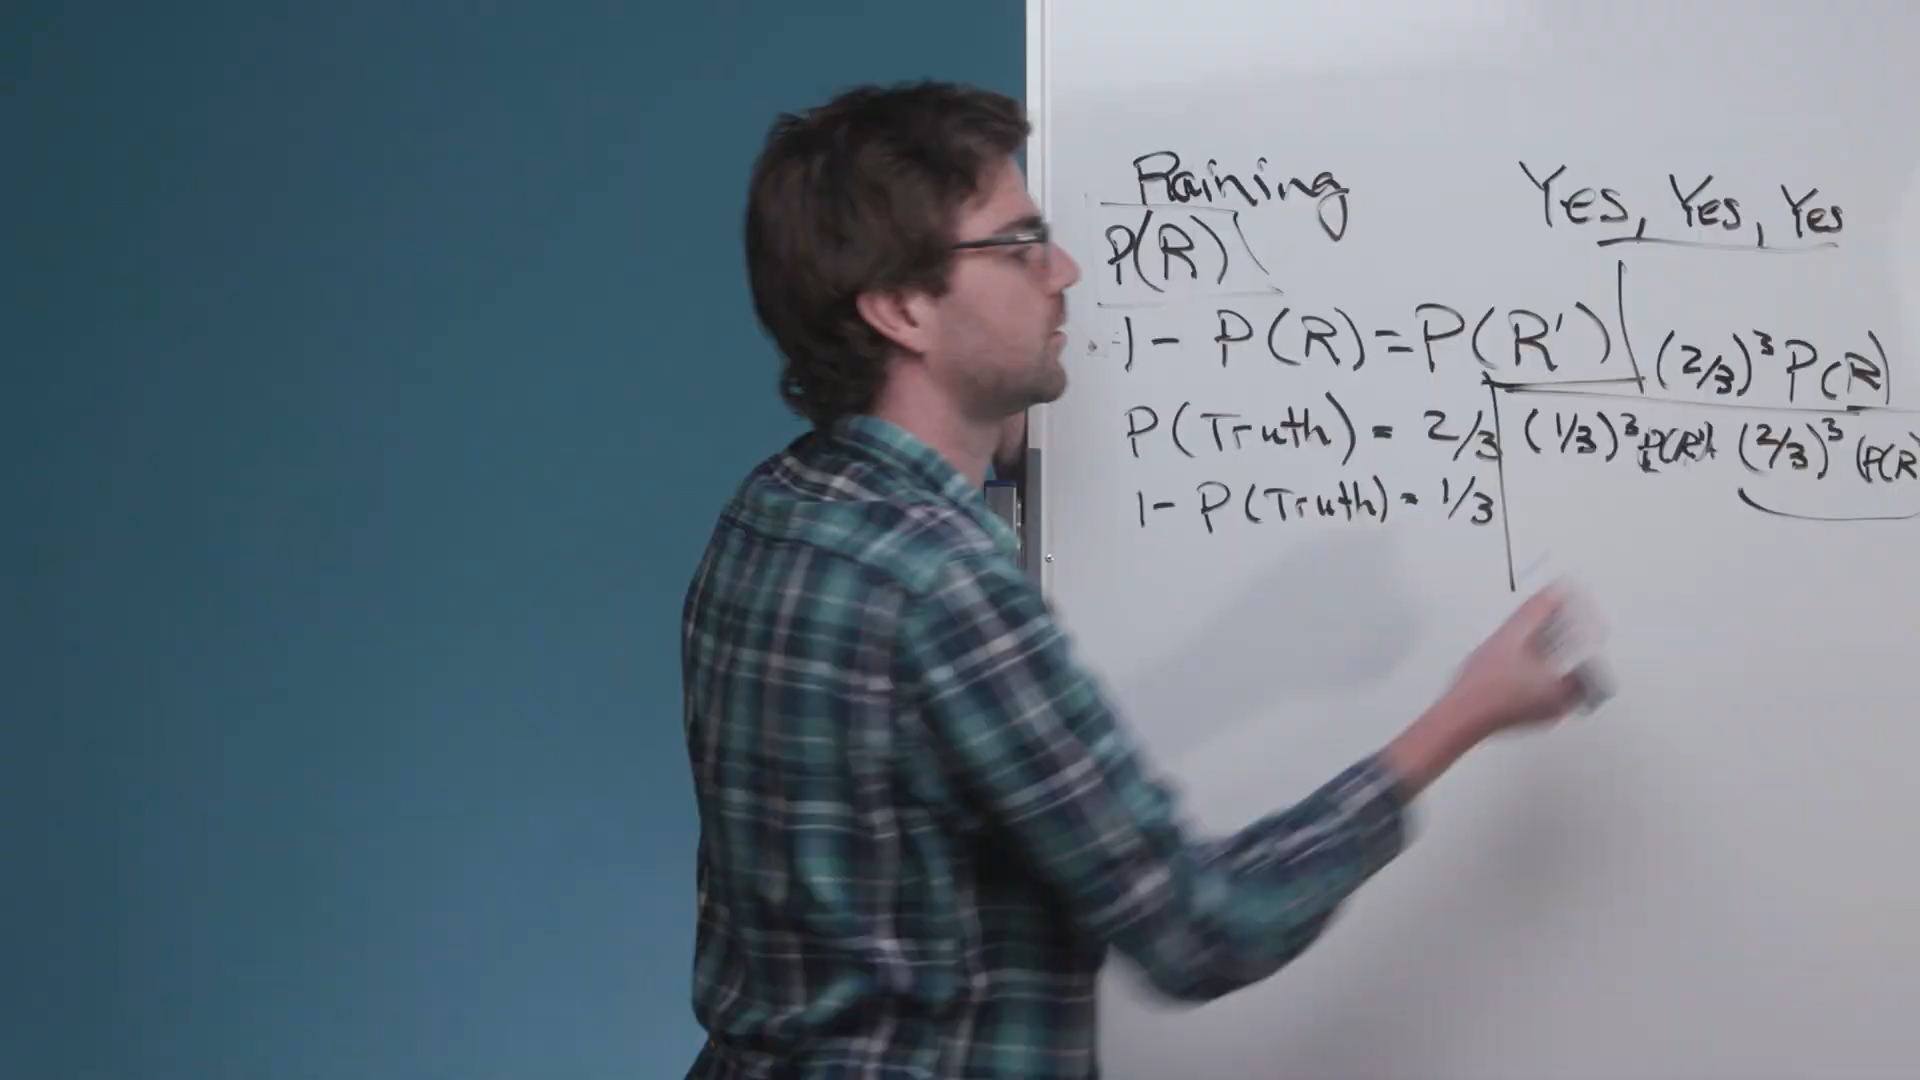 Raining
Yes, Yes, Yes
P(R)
1 - P(R) = P(R')
(2/3)³ P(R)
P(Truth) = 2/3
(1/3)³ P(R') + (2/3)³ (P(R)
1 - P(Truth) = 1/3